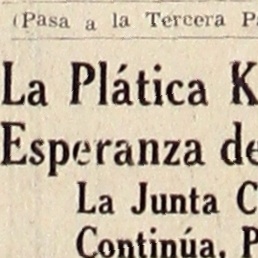 (Pasa a la Tercera P
La Plática K
Esperanza de
La Junta C
Continúa, P